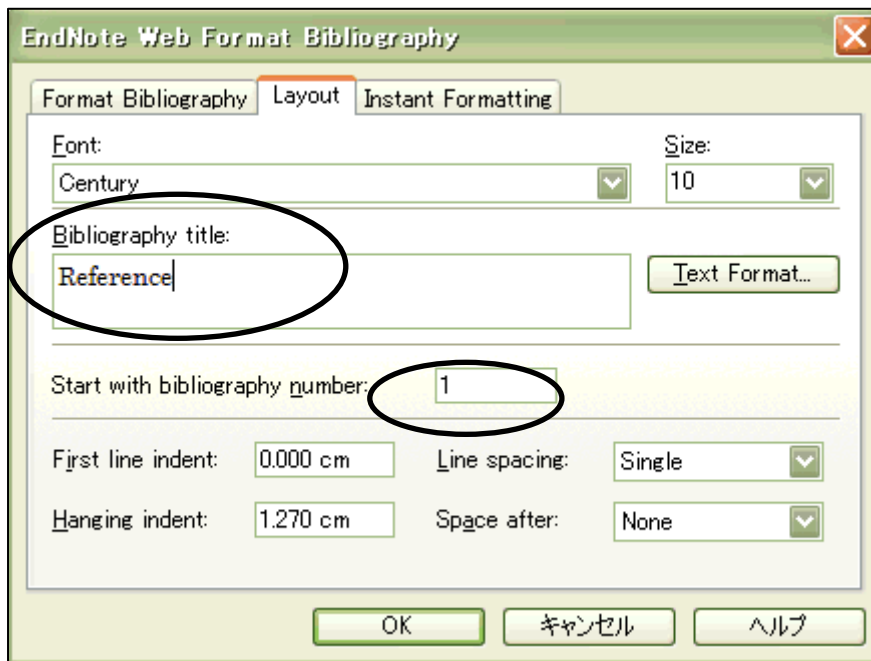 EndNote Web Format Bibliography
Format Bibliography Layout Instant Formatting
Font: Size:
Century 10
Bibliography title:
Reference Text Format...
Start with bibliography number: 1
First line indent: 0.000 cm Line spacing: Single
Hanging indent: 1.270 cm Space after: None
OK キャンセル ヘルプ